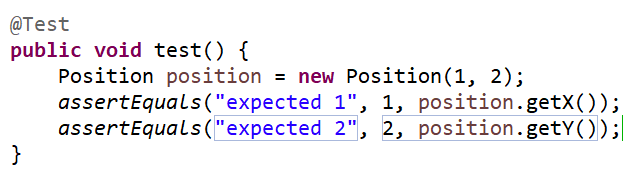 @Test
public void test() {
    Position position = new Position(1, 2);
    assertEquals("expected 1", 1, position.getX());
    assertEquals("expected 2", 2, position.getY());
}